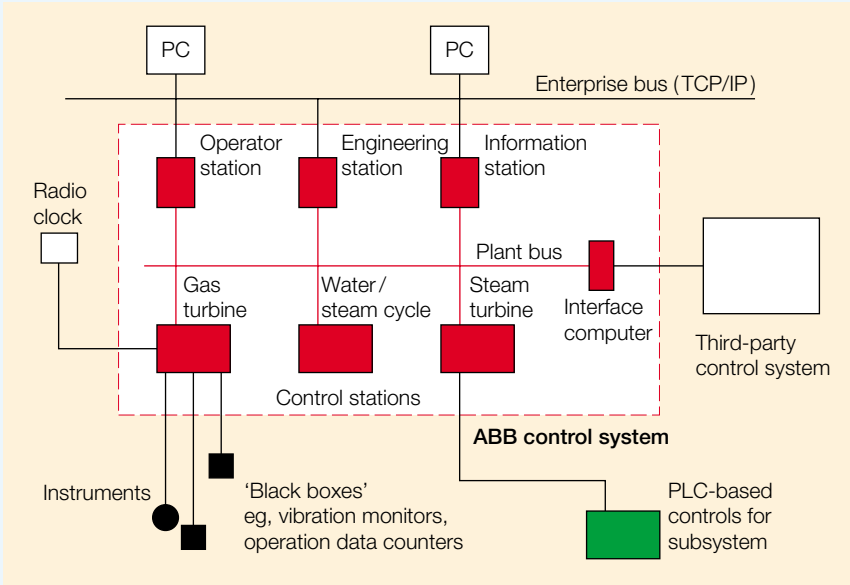 PC
PC
Enterprise bus (TCP/IP)
Operator
station
Engineering
station
Information
station
Radio
clock
Plant bus
Gas
turbine
Water/
steam cycle
Steam
turbine
Interface
computer
Third-party
control system
Control stations
ABB control system
Instruments
‘Black boxes’
eg, vibration monitors,
operation data counters
PLC-based
controls for
subsystem